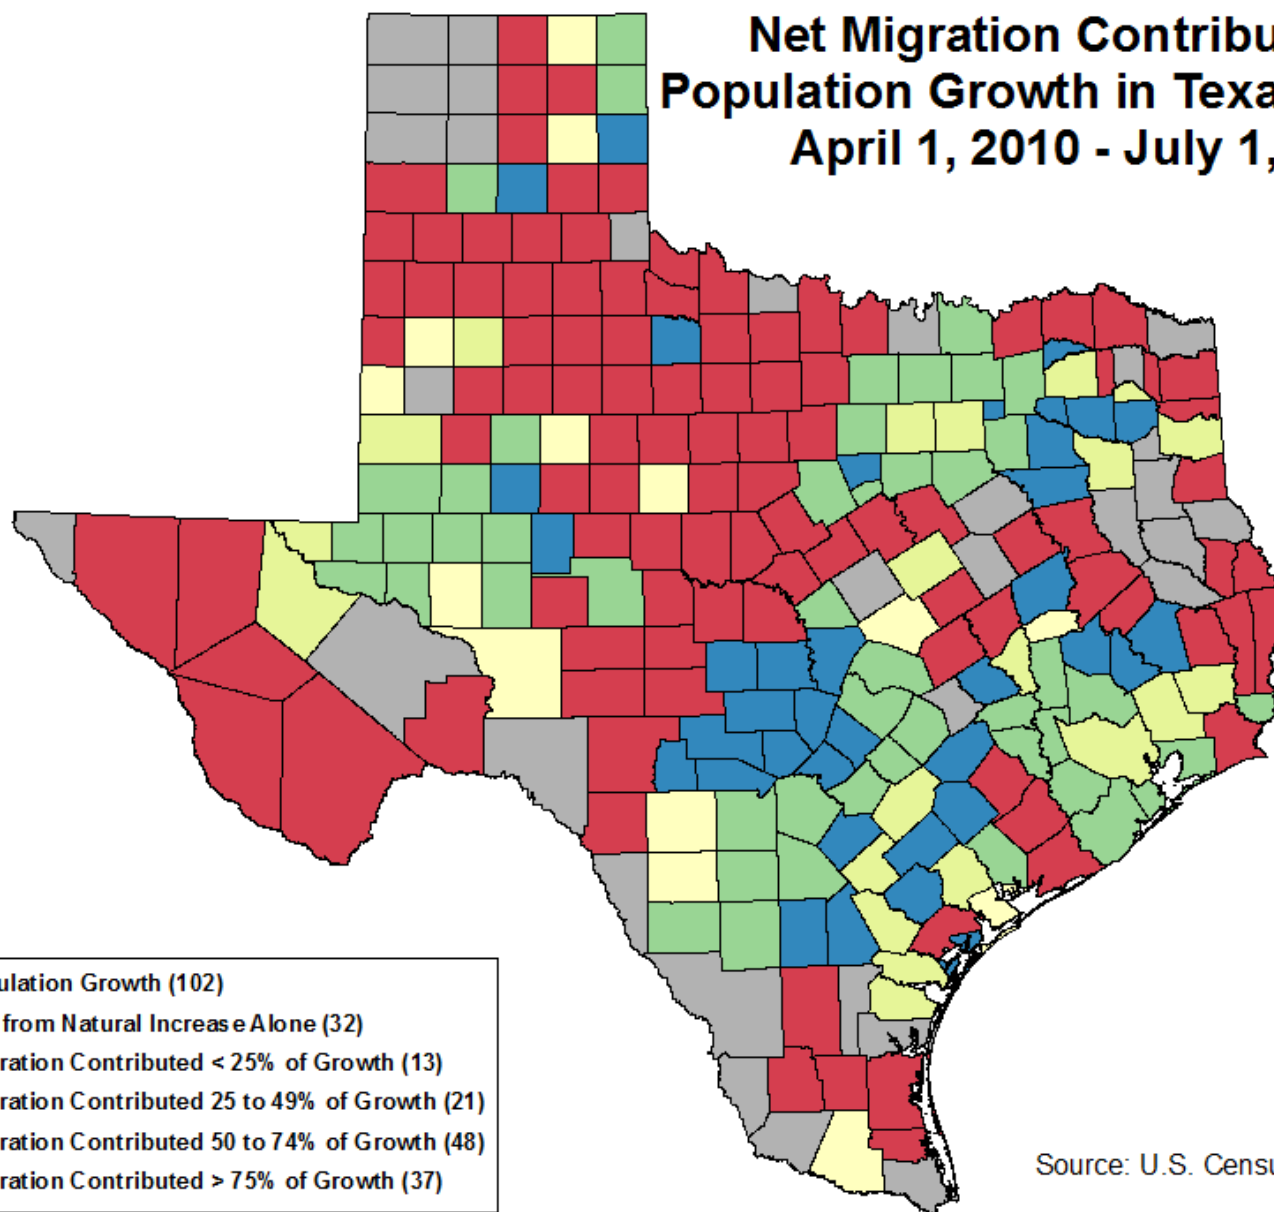 Net Migration Contribu
Population Growth in Texa
April 1, 2010 - July 1,
ulation Growth (102)
from Natural Increase Alone (32)
ration Contributed < 25% of Growth (13)
ration Contributed 25 to 49% of Growth (21)
ration Contributed 50 to 74% of Growth (48)
ration Contributed > 75% of Growth (37)
Source: U.S. Censu